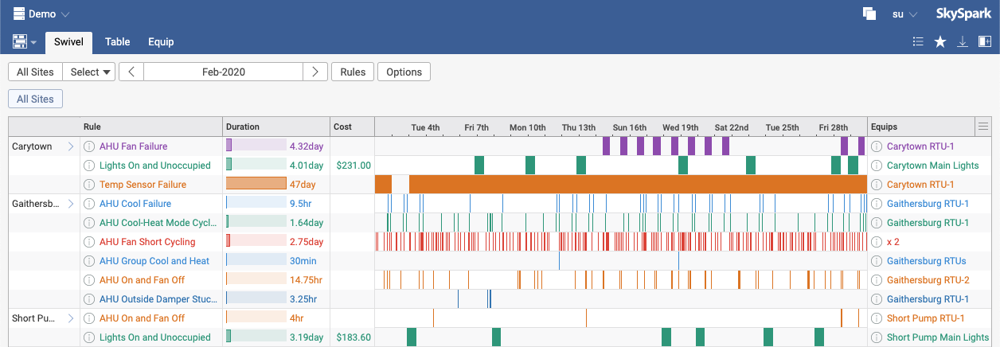 Demo su SkySpark
Swivel Table Equip
All Sites Select Feb-2020 Rules Options
All Sites
Rule Duration Cost Tue 4th Fri 7th Mon 10th Thu 13th Sun 16th Wed 19th Sat 22nd Tue 25th Fri 28th Equips
Carytown AHU Fan Failure 4.32day Carytown RTU-1
Lights On and Unoccupied 4.01day $231.00 Carytown Main Lights
Temp Sensor Failure 47day Carytown RTU-1
Gaithersb... AHU Cool Failure 9.5hr Gaithersburg RTU-1
AHU Cool-Heat Mode Cycl... 1.64day Gaithersburg RTU-1
AHU Fan Short Cycling 2.75day x 2
AHU Group Cool and Heat 30min Gaithersburg RTUs
AHU On and Fan Off 14.75hr Gaithersburg RTU-2
AHU Outside Damper Stuc... 3.25hr Gaithersburg RTU-1
Short Pu... AHU On and Fan Off 4hr Short Pump RTU-1
Lights On and Unoccupied 3.19day $183.60 Short Pump Main Lights